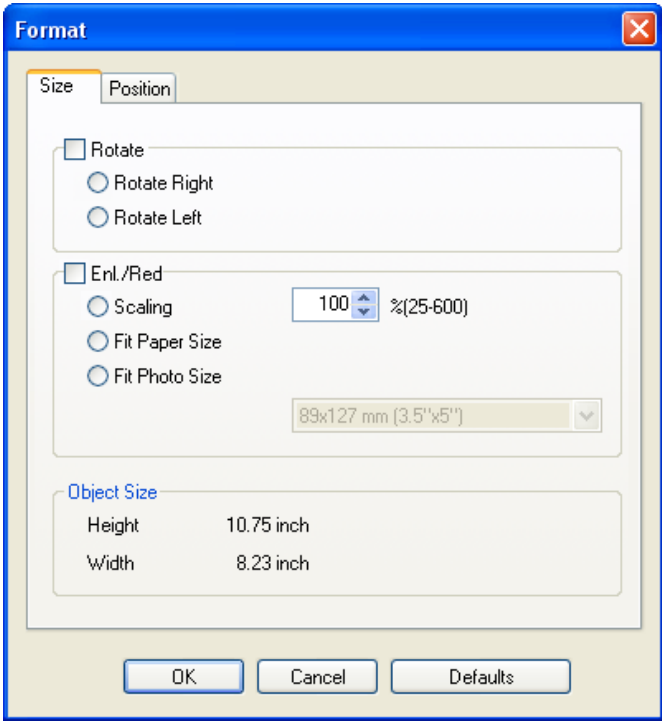 Format
Size Position
Rotate
Rotate Right
Rotate Left
Enl./Red
Scaling 100 %(25-600)
Fit Paper Size
Fit Photo Size
89x127 mm (3.5"x5")
Object Size
Height 10.75 inch
Width 8.23 inch
OK Cancel Defaults